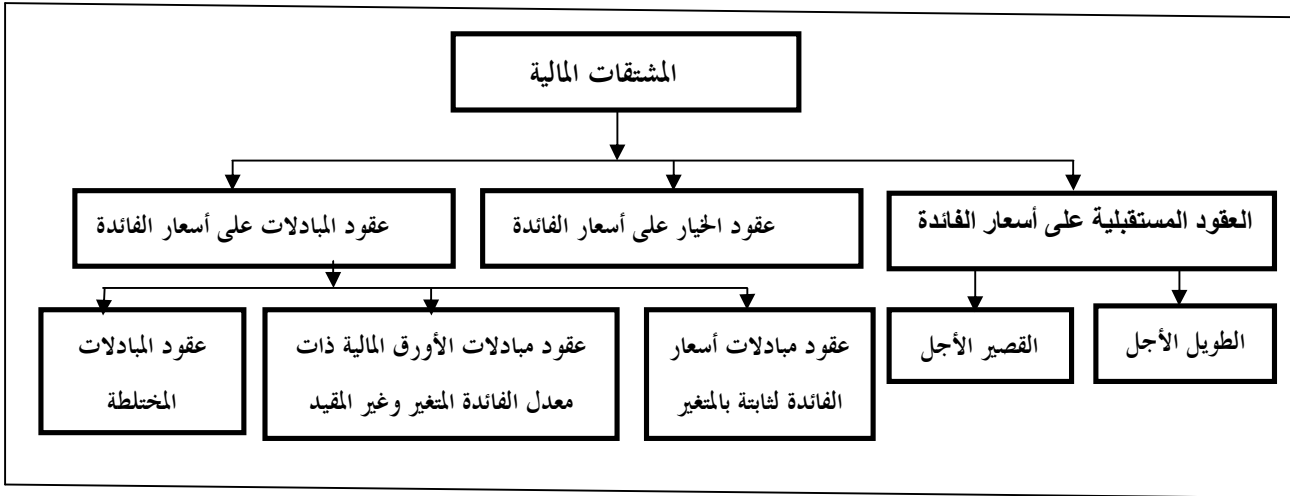 المشتقات المالية
العقود المستقبلية على أسعار الفائدة
عقود الخيار على أسعار الفائدة
عقود المبادلات على أسعار الفائدة
الطويل الأجل
القصير الأجل
عقود مبادلات أسعار
الفائدة لثابتة بالمتغير
عقود مبادلات الأورق المالية ذات
معدل الفائدة المتغير وغير المقيد
عقود المبادلات
المختلطة